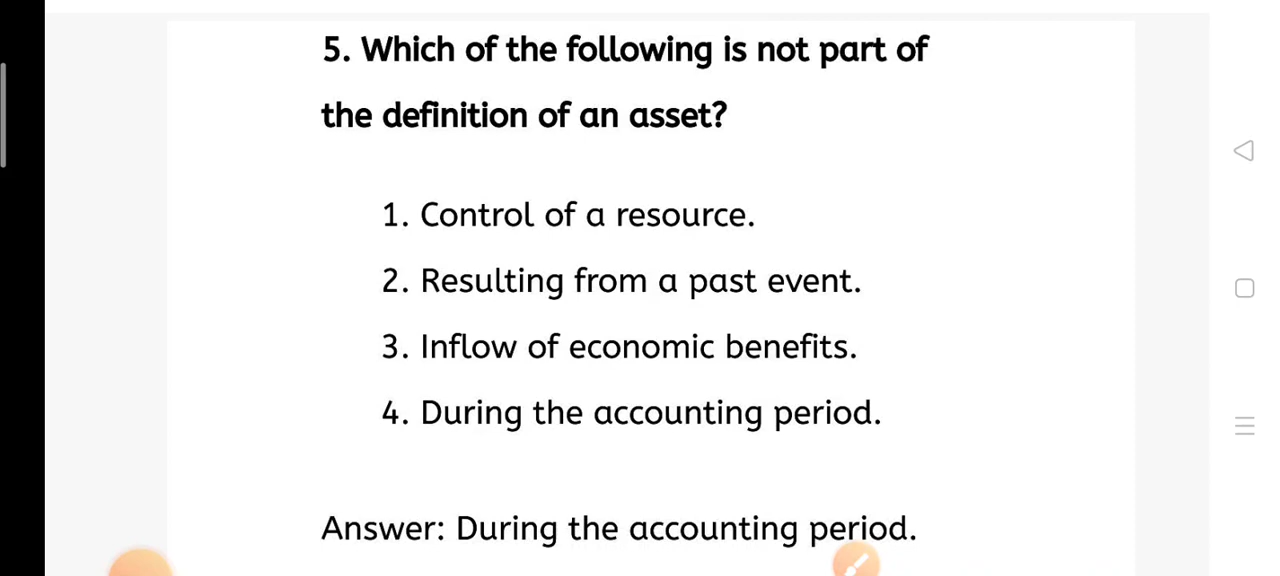 5. Which of the following is not part of
the definition of an asset?
1. Control of a resource.
2. Resulting from a past event.
3. Inflow of economic benefits.
4. During the accounting period.
Answer: During the accounting period.